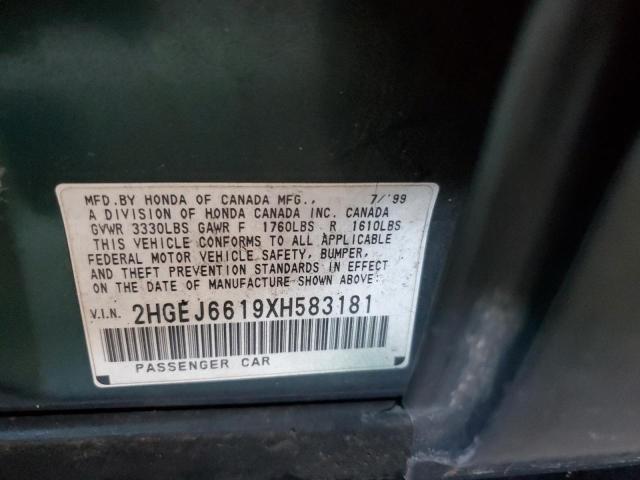 MFD. BY HONDA OF CANADA MFG., 7/'99
A DIVISION OF HONDA CANADA INC. CANADA
GVWR 3330LBS GAWR F 1760LBS R 1610LBS
THIS VEHICLE CONFORMS TO ALL APPLICABLE
FEDERAL MOTOR VEHICLE SAFETY, BUMPER,
AND THEFT PREVENTION STANDARDS IN EFFECT
ON THE DATE OF MANUFACTURE SHOWN ABOVE.
V.I.N. 2HGEJ6619XH583181
PASSENGER CAR